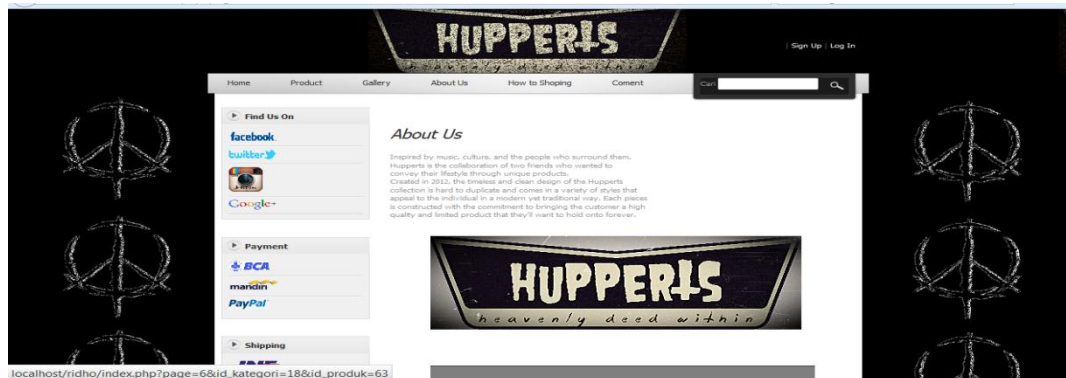 HUPPERTS
heavenly deed within
| Sign Up | Log In
Home Product Gallery About Us How to Shoping Coment
Cari
Find Us On
facebook
twitter
Google+
About Us
Inspired by music, culture, and the people who surround them,
Hupperts is the collaboration of two friends who wanted to
convey their lifestyle through unique products.
Created in 2012, the timeless and clean design of the Hupperts
collection is hard to duplicate and comes in a variety of styles that
appeal to the individual in a modern yet traditional way. Each pieces
is constructed with the commitment to bringing the customer a high
quality and limited product that they'll want to hold onto forever.
Payment
BCA
mandiri
PayPal
HUPPERTS
heavenly deed within
Shipping
JNE
localhost/ridho/index.php?page=6&id_kategori=18&id_produk=63